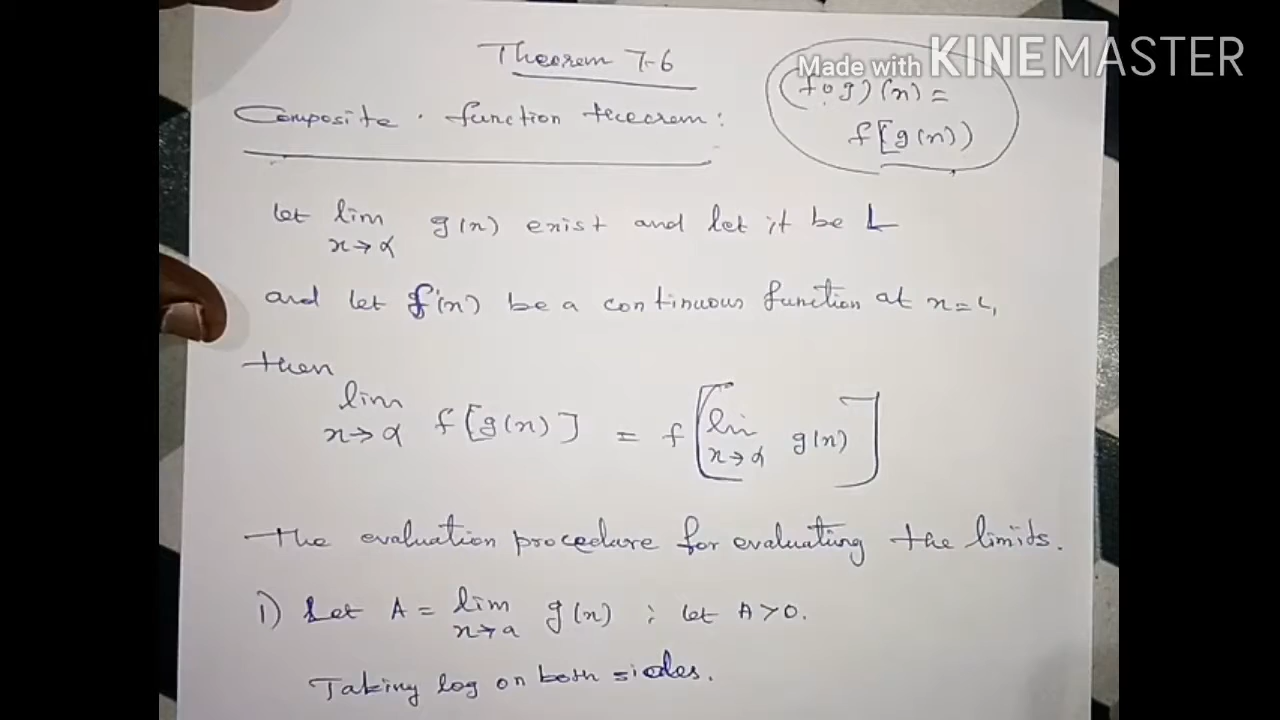 Theorem 7.6
Made with KINEMASTER
(fog)(x) =
f[g(x))
Composite function theeorem:
let lim g(x) exist and let it be L
x→α
and let f(x) be a continuous function at x = L,
then
lim f[g(x)] = f[lim g(x)]
x→α x→α
The evaluation procedure for evaluating the limits.
1) Let A = lim g(x) ; let A>0.
x→a
Taking log on both sides.